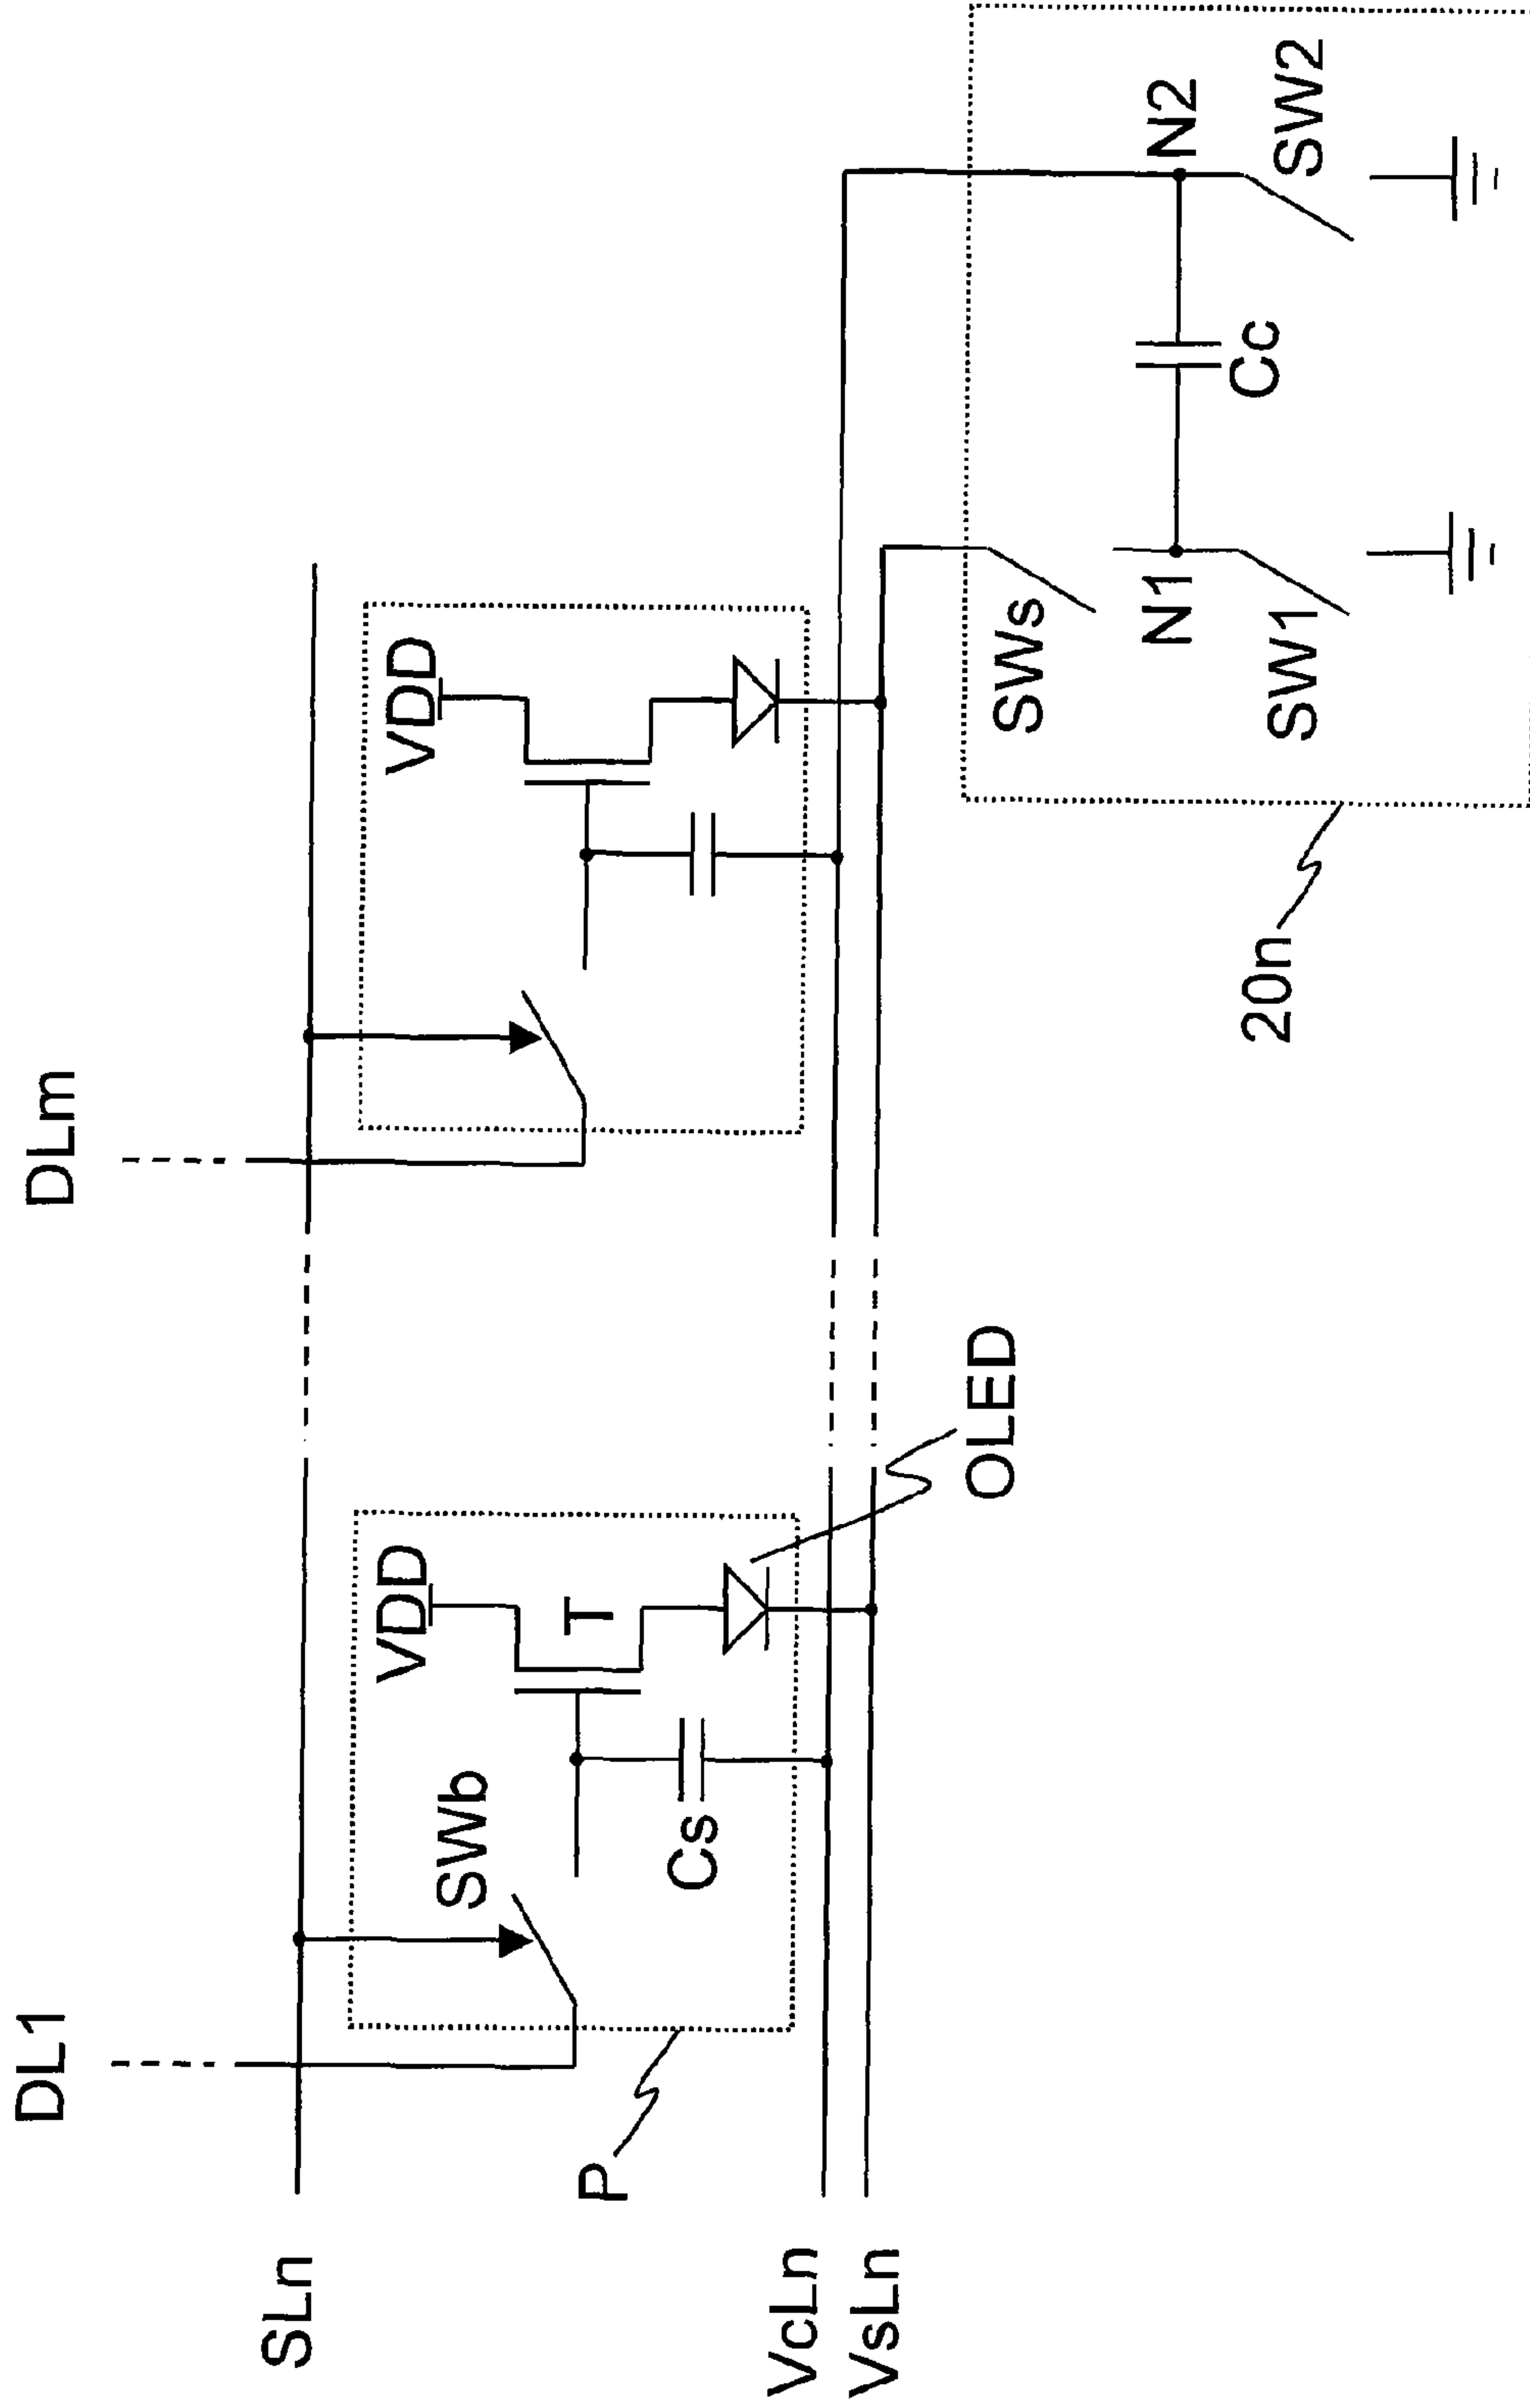 DL1
DLm
SLn
VDD
VDD
SWb
T
Cs
P
VcLn
VsLn
OLED
SWs
N1
N2
Cc
SW1
SW2
20n